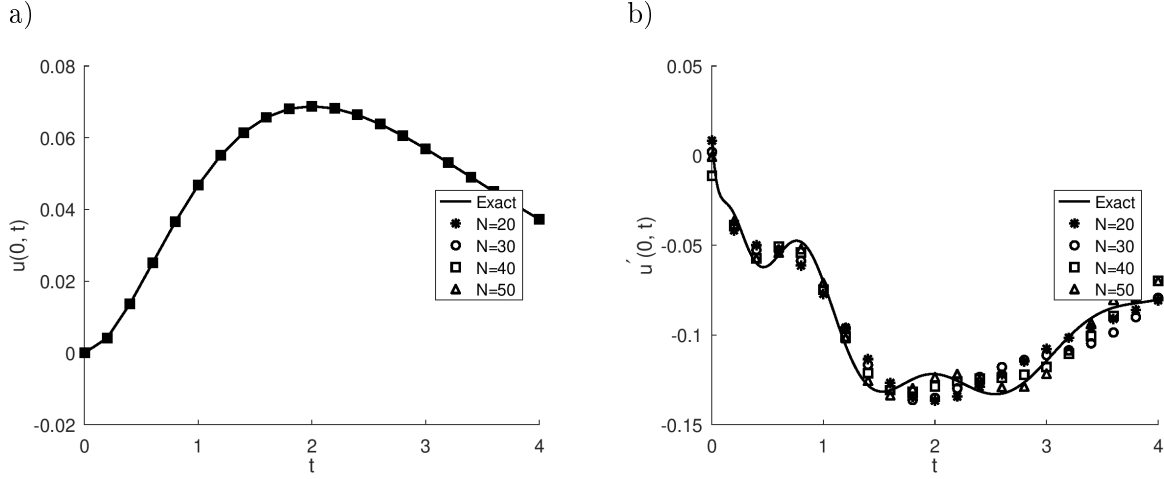 a)
0.08
0.06
0.04
0.02
0
-0.02
u(0, t)
0
1
2
3
4
t
Exact
N=20
N=30
N=40
N=50
b)
0.05
0
-0.05
-0.1
-0.15
u′(0, t)
0
1
2
3
4
t
Exact
N=20
N=30
N=40
N=50